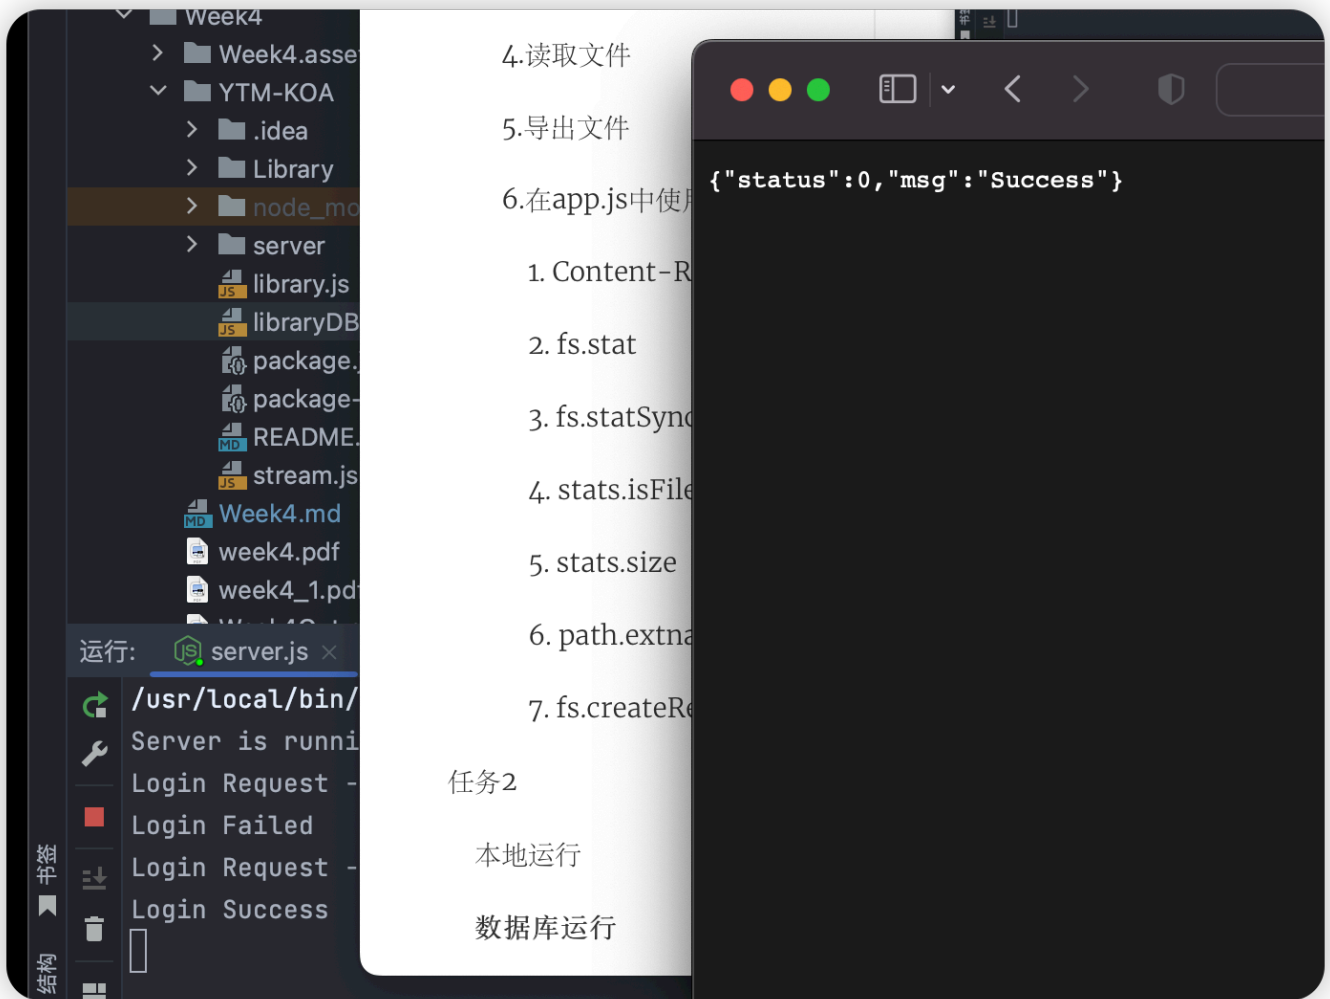 Week4
Week4.asse
YTM-KOA
.idea
Library
node_mo
server
library.js
libraryDB
package.j
package-
README.
stream.js
Week4.md
week4.pdf
week4_1.pd
运行:
server.js
/usr/local/bin/
Server is runni
Login Request -
Login Failed
Login Request -
Login Success
书签
结构
4.读取文件
5.导出文件
6.在app.js中使用
1. Content-R
2. fs.stat
3. fs.statSync
4. stats.isFile
5. stats.size
6. path.extna
7. fs.createRe
任务2
本地运行
数据库运行
{"status":0,"msg":"Success"}